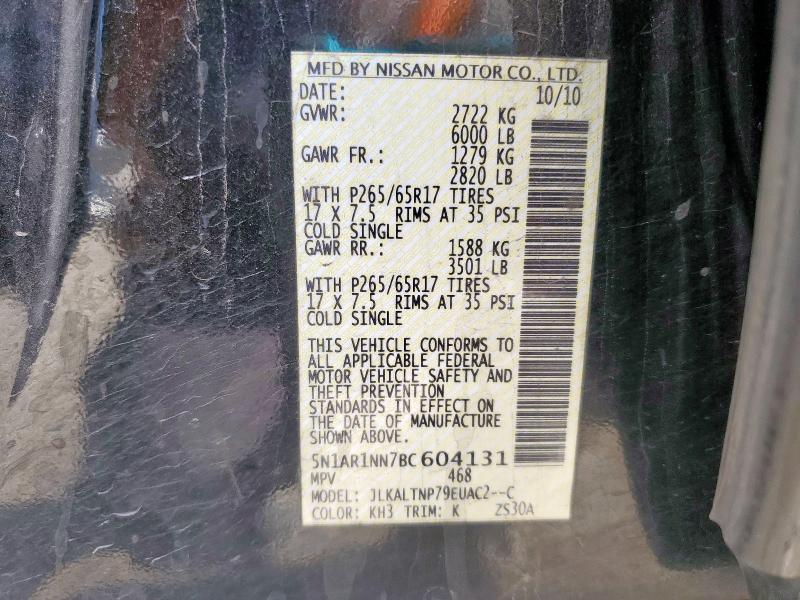 MFD BY NISSAN MOTOR CO., LTD.
DATE: 10/10
GVWR: 2722 KG
6000 LB
GAWR FR.: 1279 KG
2820 LB
WITH P265/65R17 TIRES
17 X 7.5 RIMS AT 35 PSI
COLD SINGLE
GAWR RR.: 1588 KG
3501 LB
WITH P265/65R17 TIRES
17 X 7.5 RIMS AT 35 PSI
COLD SINGLE
THIS VEHICLE CONFORMS TO
ALL APPLICABLE FEDERAL
MOTOR VEHICLE SAFETY AND
THEFT PREVENTION
STANDARDS IN EFFECT ON
THE DATE OF MANUFACTURE
SHOWN ABOVE.
5N1AR1NN7BC604131
MPV 468
MODEL: JLKALTNP79EUAC2--C
COLOR: KH3 TRIM: K ZS30A